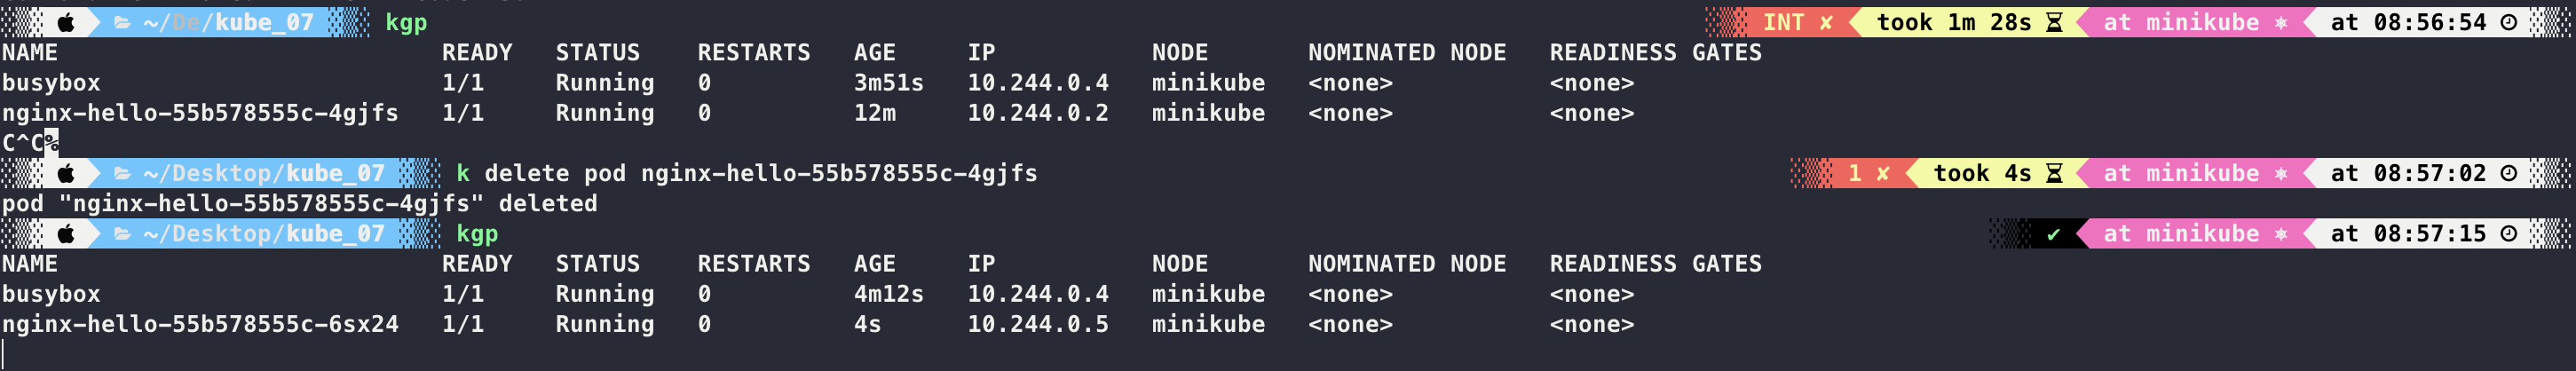 ~/De/kube_07 kgp INT ✘ took 1m 28s at minikube at 08:56:54
NAME READY STATUS RESTARTS AGE IP NODE NOMINATED NODE READINESS GATES
busybox 1/1 Running 0 3m51s 10.244.0.4 minikube <none> <none>
nginx-hello-55b578555c-4gjfs 1/1 Running 0 12m 10.244.0.2 minikube <none> <none>
C^C%
~/Desktop/kube_07 k delete pod nginx-hello-55b578555c-4gjfs 1 ✘ took 4s at minikube at 08:57:02
pod "nginx-hello-55b578555c-4gjfs" deleted
~/Desktop/kube_07 kgp ✔ at minikube at 08:57:15
NAME READY STATUS RESTARTS AGE IP NODE NOMINATED NODE READINESS GATES
busybox 1/1 Running 0 4m12s 10.244.0.4 minikube <none> <none>
nginx-hello-55b578555c-6sx24 1/1 Running 0 4s 10.244.0.5 minikube <none> <none>